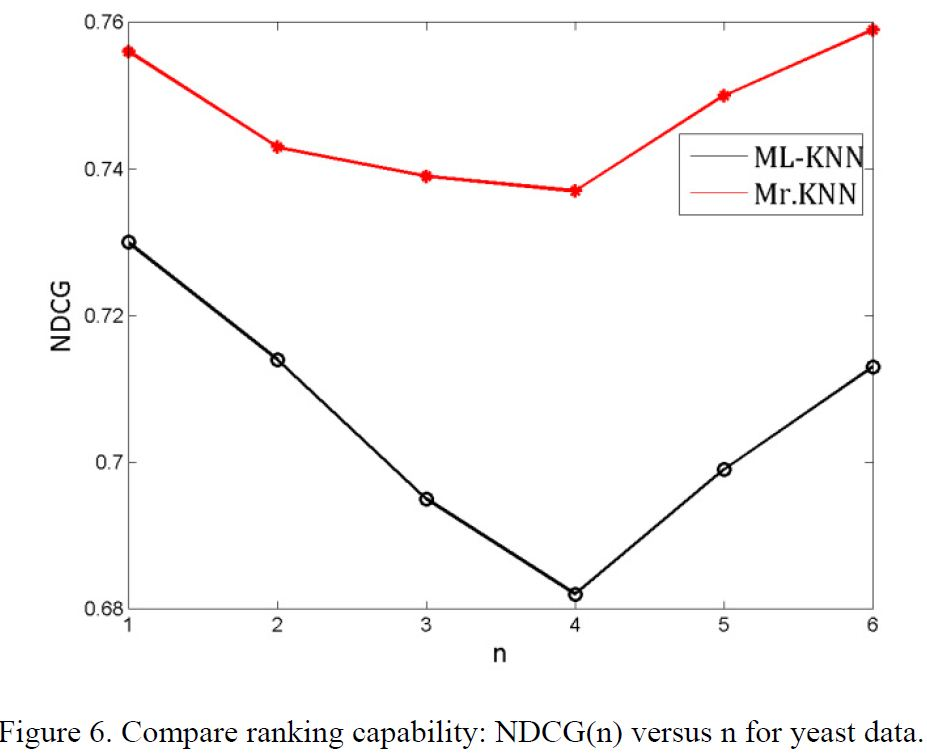 0.76
0.74
0.72
0.7
0.68
NDCG
ML-KNN
Mr.KNN
1 2 3 4 5 6
n
Figure 6. Compare ranking capability: NDCG(n) versus n for yeast data.